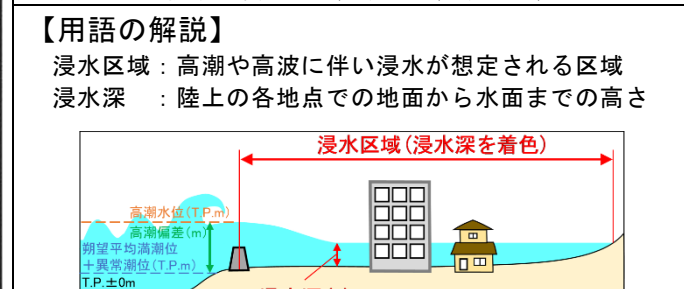 【用語の解説】
浸水区域：高潮や高波に伴い浸水が想定される区域
浸水深　：陸上の各地点での地面から水面までの高さ
浸水区域（浸水深を着色）
高潮水位（T.P.m）
高潮偏差（m）
朔望平均満潮位
＋異常潮位（T.P.m）
T.P.±0m